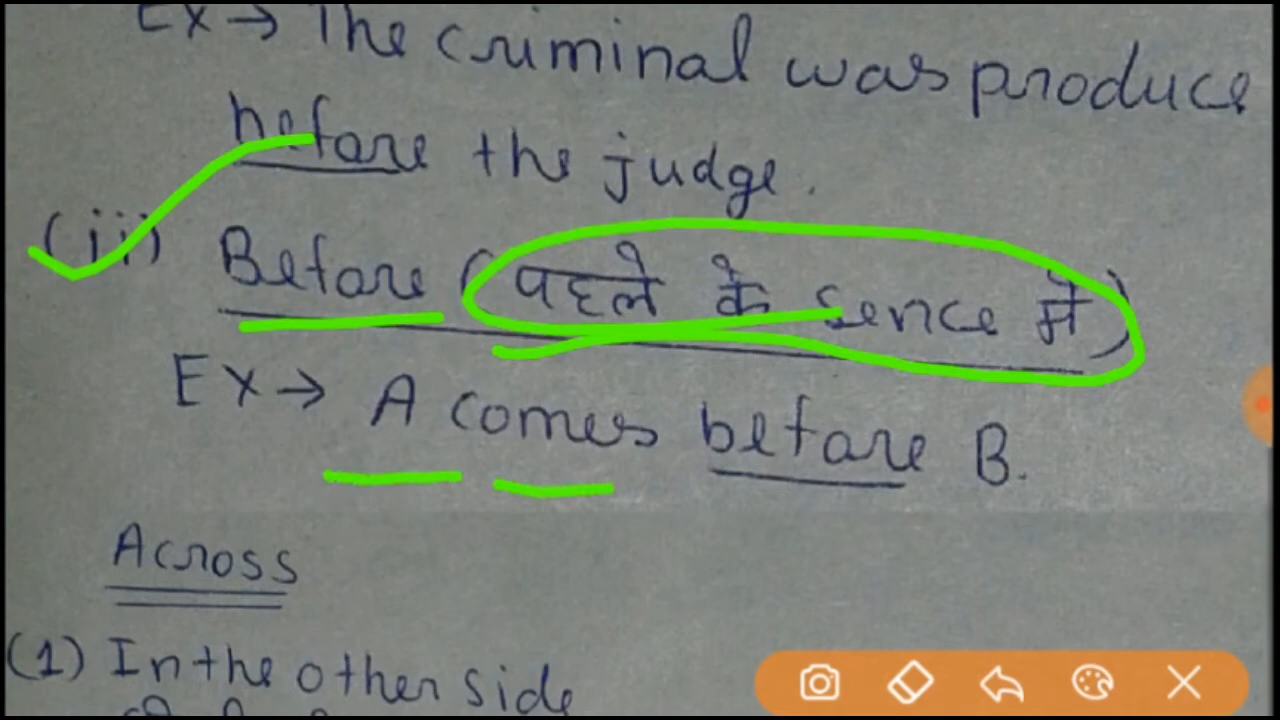 Ex → The criminal was produce
before the judge.
(ii) Before (पहले के sence में)
Ex → A comes before B.
Across
(1) In the other side